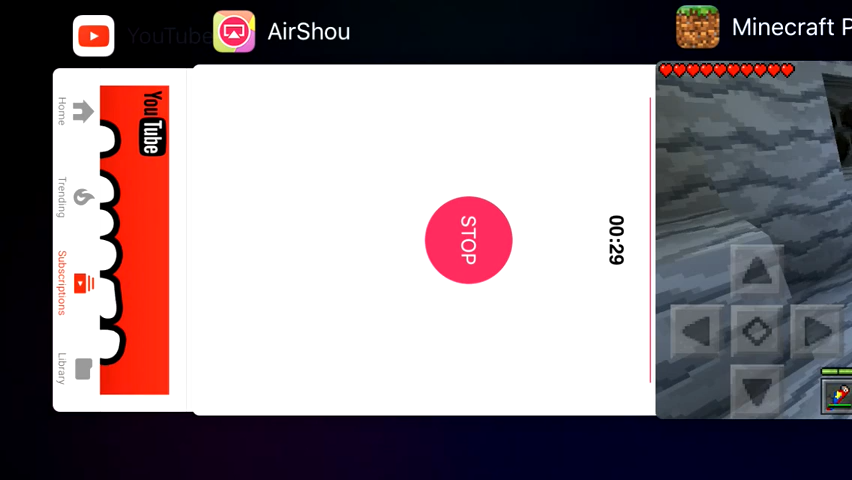 YouTube
AirShou
Minecraft P
YouTube
Home
Trending
Subscriptions
Library
STOP
00:29